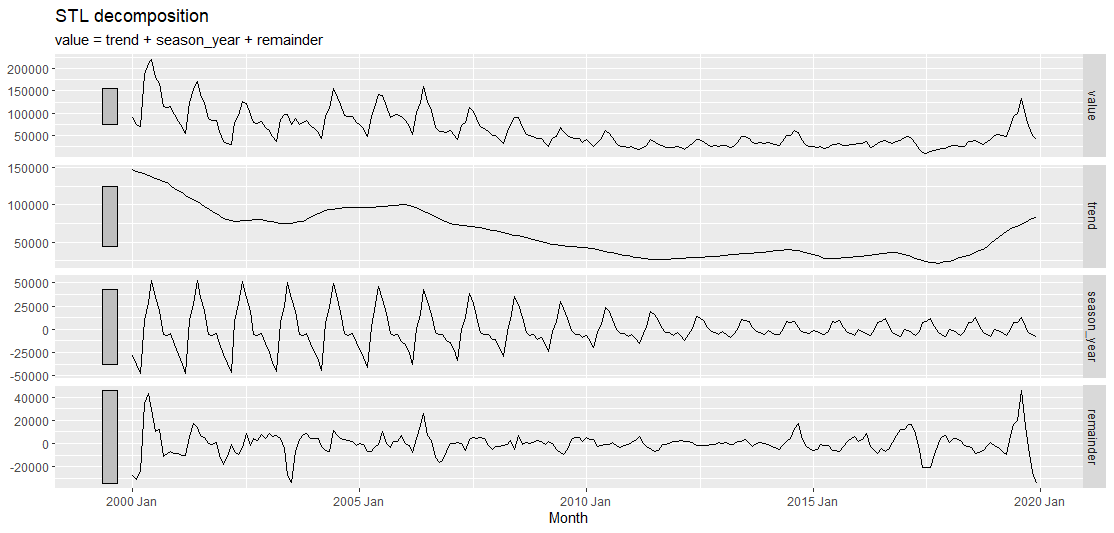 STL decomposition
value = trend + season_year + remainder
200000
150000
100000
50000
value
150000
100000
50000
trend
50000
25000
0
-25000
-50000
season_year
40000
20000
0
-20000
remainder
2000 Jan
2005 Jan
2010 Jan
2015 Jan
2020 Jan
Month